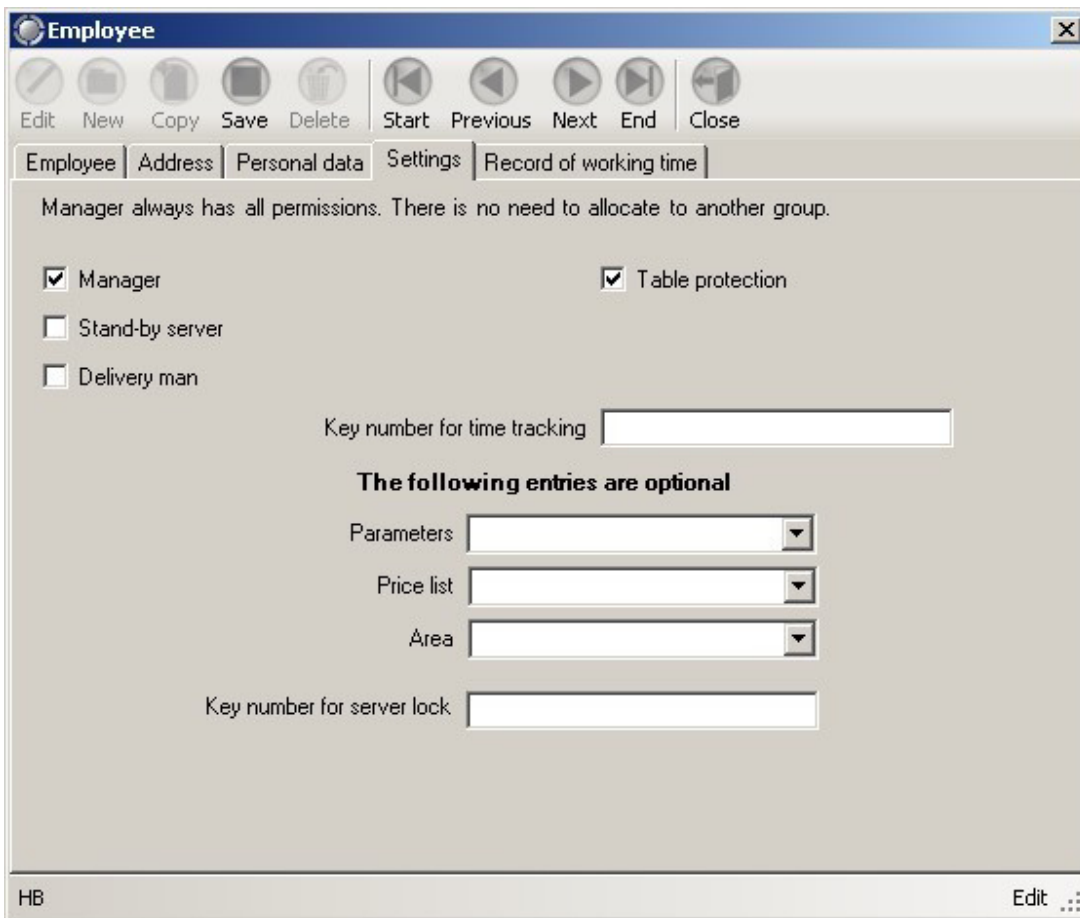 Employee
Edit New Copy Save Delete Start Previous Next End Close
Employee Address Personal data Settings Record of working time
Manager always has all permissions. There is no need to allocate to another group.
Manager Table protection
Stand-by server
Delivery man
Key number for time tracking
The following entries are optional
Parameters
Price list
Area
Key number for server lock
HB Edit